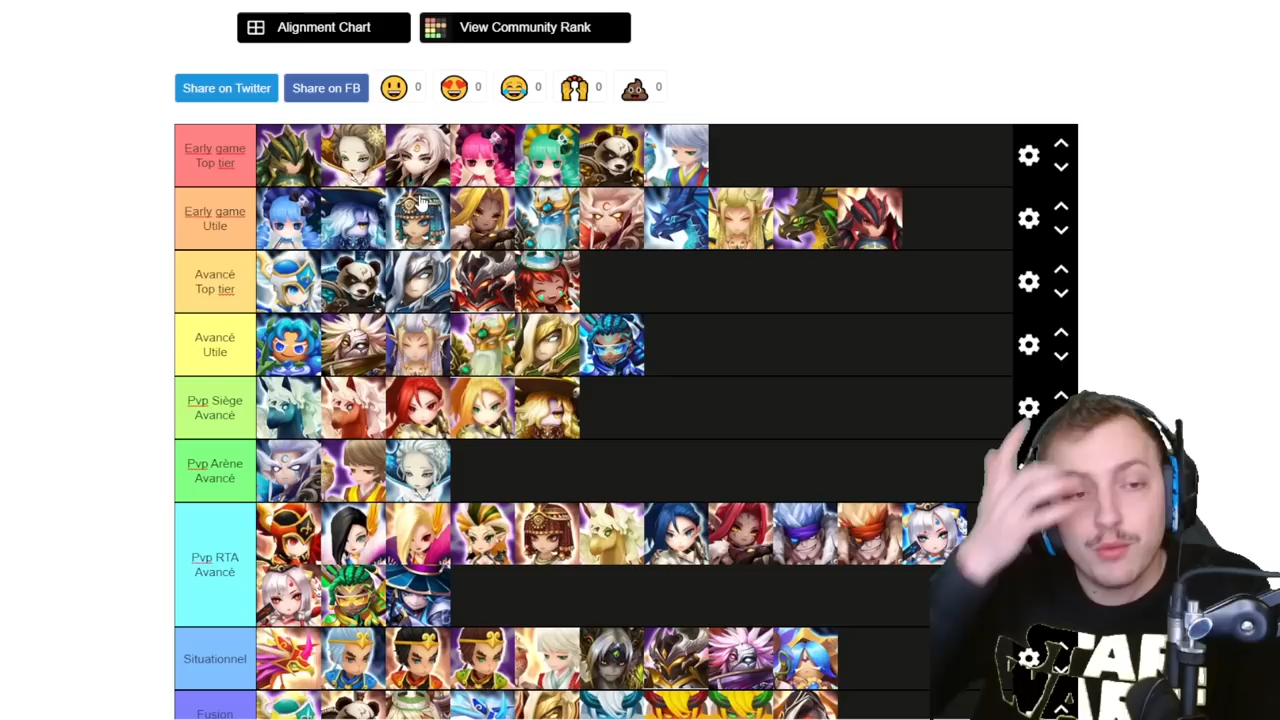 Alignment Chart
View Community Rank
Share on Twitter
Share on FB
0
0
0
0
0
Early game
Top tier
Early game
Utile
Avancé
Top tier
Avancé
Utile
Pvp Siège
Avancé
Pvp Arène
Avancé
Pvp RTA
Avancé
Situationnel
Fusion